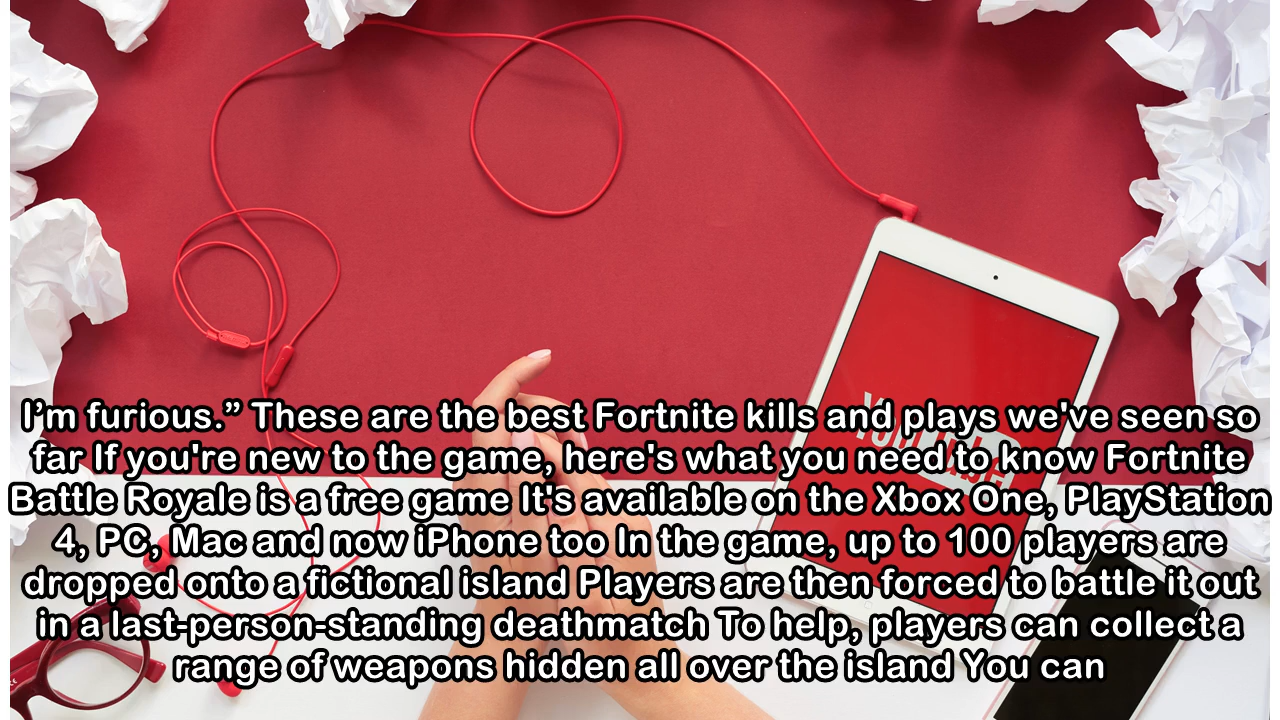 I’m furious.” These are the best Fortnite kills and plays we've seen so
far If you're new to the game, here's what you need to know Fortnite
Battle Royale is a free game It's available on the Xbox One, PlayStation
4, PC, Mac and now iPhone too In the game, up to 100 players are
dropped onto a fictional island Players are then forced to battle it out
in a last-person-standing deathmatch To help, players can collect a
range of weapons hidden all over the island You can